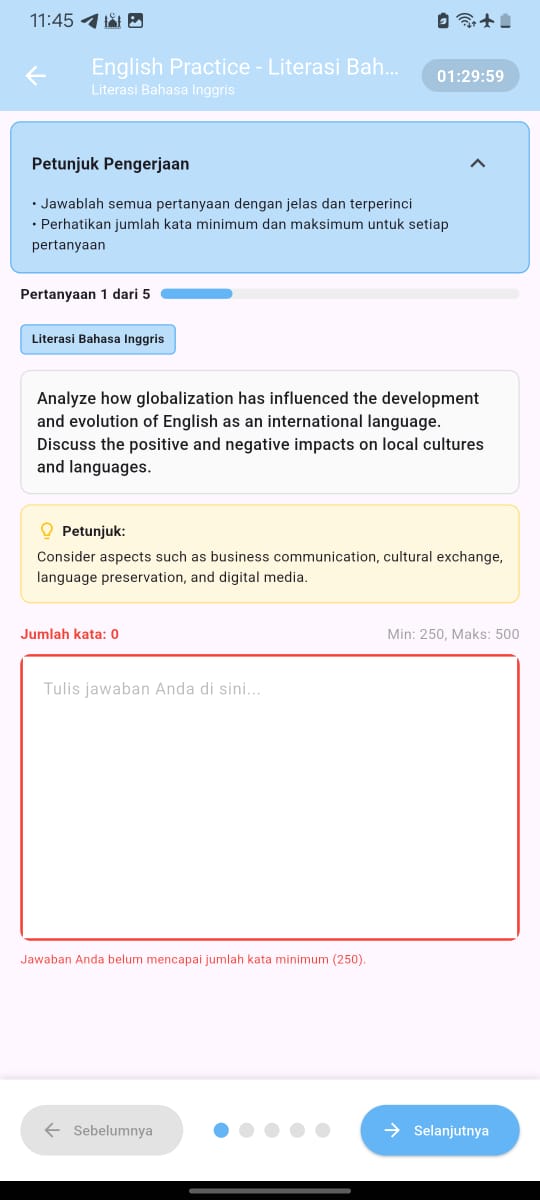 11:45
English Practice - Literasi Bah...
Literasi Bahasa Inggris
01:29:59
Petunjuk Pengerjaan
• Jawablah semua pertanyaan dengan jelas dan terperinci
• Perhatikan jumlah kata minimum dan maksimum untuk setiap
pertanyaan
Pertanyaan 1 dari 5
Literasi Bahasa Inggris
Analyze how globalization has influenced the development
and evolution of English as an international language.
Discuss the positive and negative impacts on local cultures
and languages.
Petunjuk:
Consider aspects such as business communication, cultural exchange,
language preservation, and digital media.
Jumlah kata: 0
Min: 250, Maks: 500
Tulis jawaban Anda di sini...
Jawaban Anda belum mencapai jumlah kata minimum (250).
Sebelumnya
Selanjutnya